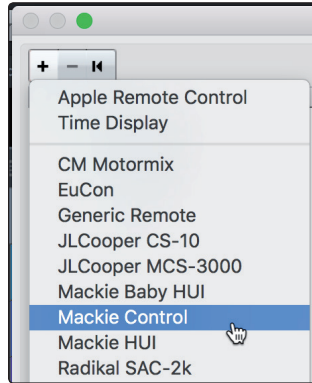 Apple Remote Control
Time Display
CM Motormix
EuCon
Generic Remote
JLCooper CS-10
JLCooper MCS-3000
Mackie Baby HUI
Mackie Control
Mackie HUI
Radikal SAC-2k